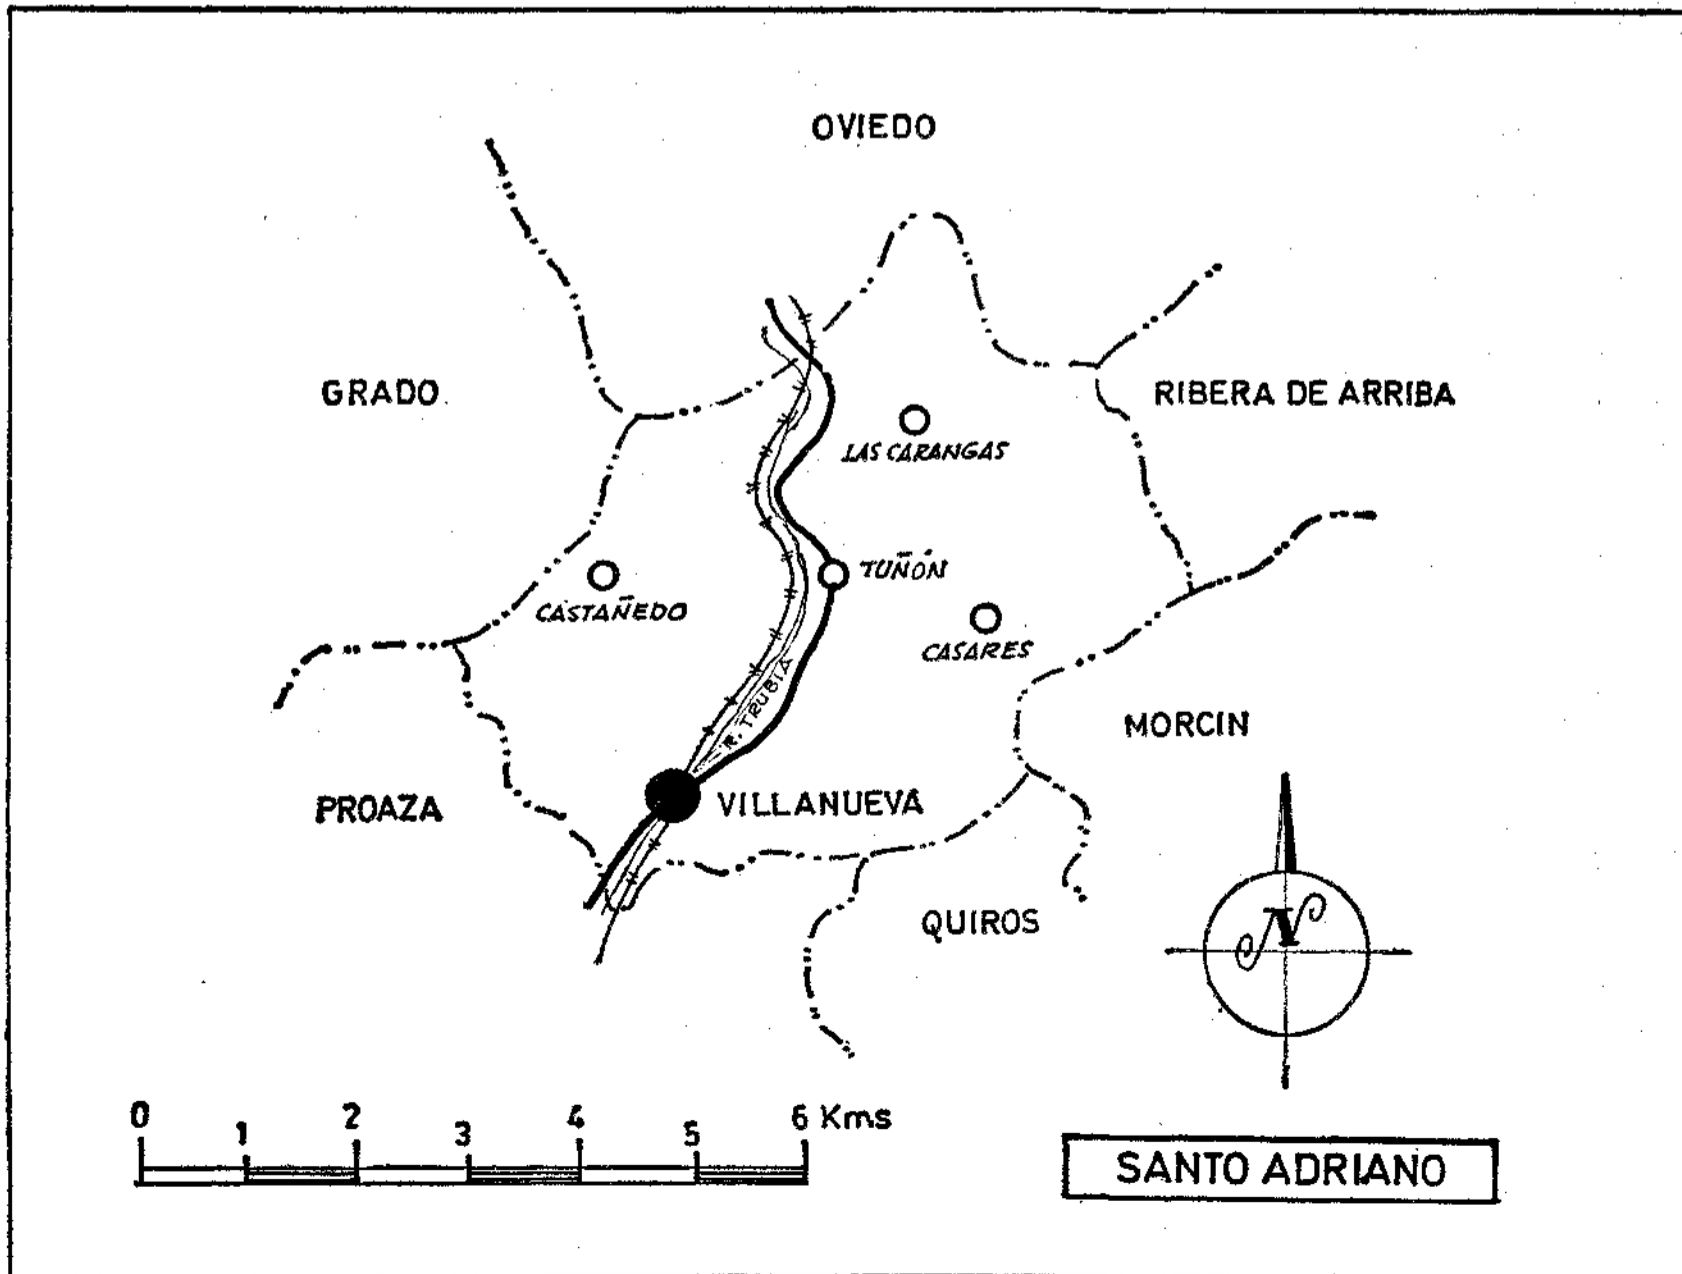 OVIEDO
GRADO
RIBERA DE ARRIBA
LAS CARANGAS
TUÑÓN
CASTAÑEDO
CASARES
R. TRUBIA
MORCIN
PROAZA
VILLANUEVA
QUIROS
N
0 1 2 3 4 5 6 Kms
SANTO ADRIANO